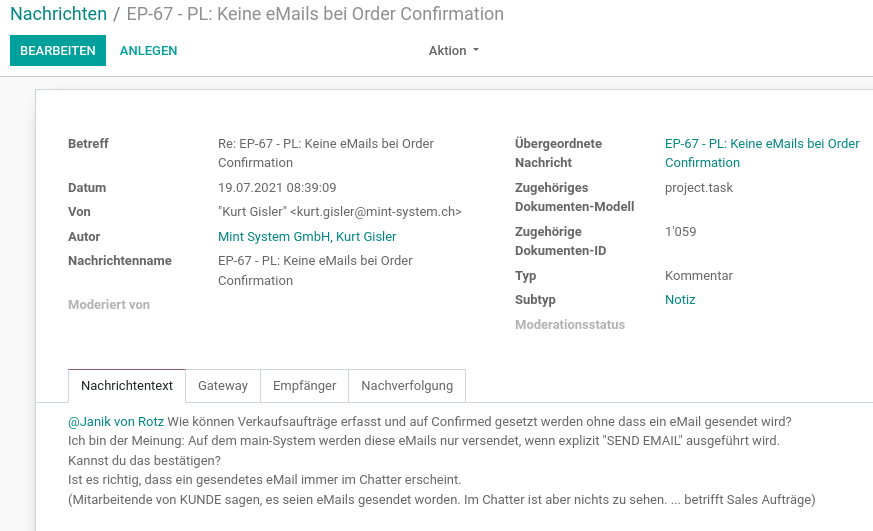 Nachrichten / EP-67 - PL: Keine eMails bei Order Confirmation
BEARBEITEN ANLEGEN Aktion
Betreff Re: EP-67 - PL: Keine eMails bei Order
Confirmation
Datum 19.07.2021 08:39:09
Von "Kurt Gisler" <kurt.gisler@mint-system.ch>
Autor Mint System GmbH, Kurt Gisler
Nachrichtenname EP-67 - PL: Keine eMails bei Order
Confirmation
Moderiert von
Übergeordnete EP-67 - PL: Keine eMails bei Order
Nachricht Confirmation
Zugehöriges project.task
Dokumenten-Modell
Zugehörige 1'059
Dokumenten-ID
Typ Kommentar
Subtyp Notiz
Moderationsstatus
Nachrichtentext Gateway Empfänger Nachverfolgung
@Janik von Rotz Wie können Verkaufsaufträge erfasst und auf Confirmed gesetzt werden ohne dass ein eMail gesendet wird?
Ich bin der Meinung: Auf dem main-System werden diese eMails nur versendet, wenn explizit "SEND EMAIL" ausgeführt wird.
Kannst du das bestätigen?
Ist es richtig, dass ein gesendetes eMail immer im Chatter erscheint.
(Mitarbeitende von KUNDE sagen, es seien eMails gesendet worden. Im Chatter ist aber nichts zu sehen. ... betrifft Sales Aufträge)